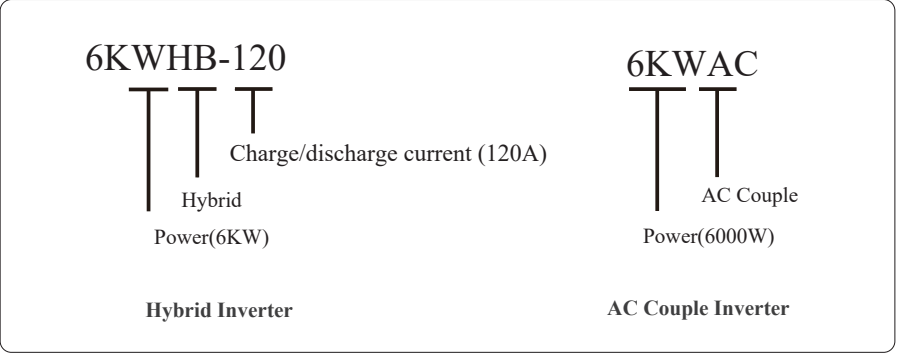 6KWHB-120
6KWAC
Charge/discharge current (120A)
Hybrid
AC Couple
Power(6KW)
Power(6000W)
Hybrid Inverter
AC Couple Inverter